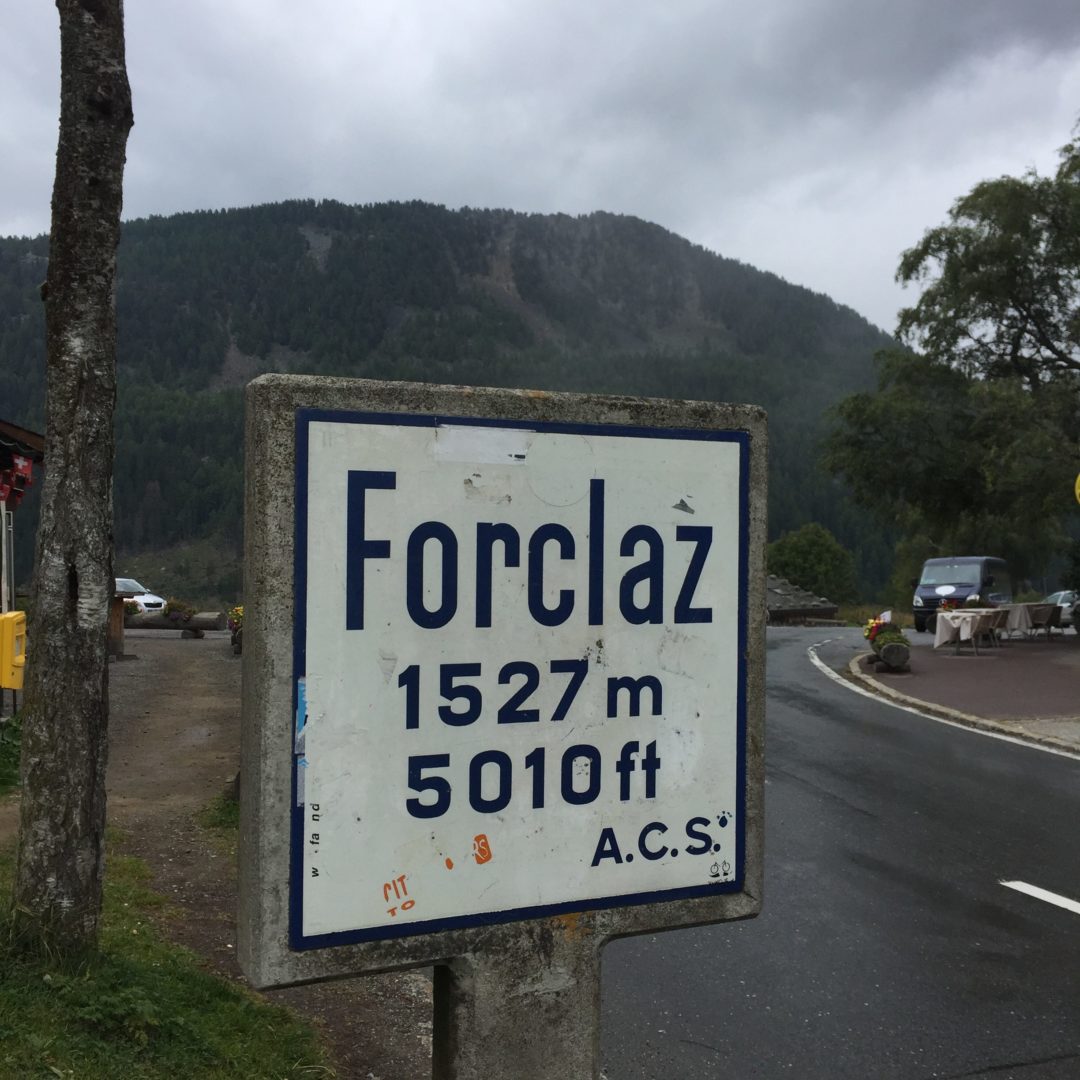 Forclaz
1527 m
5010 ft
A.C.S.